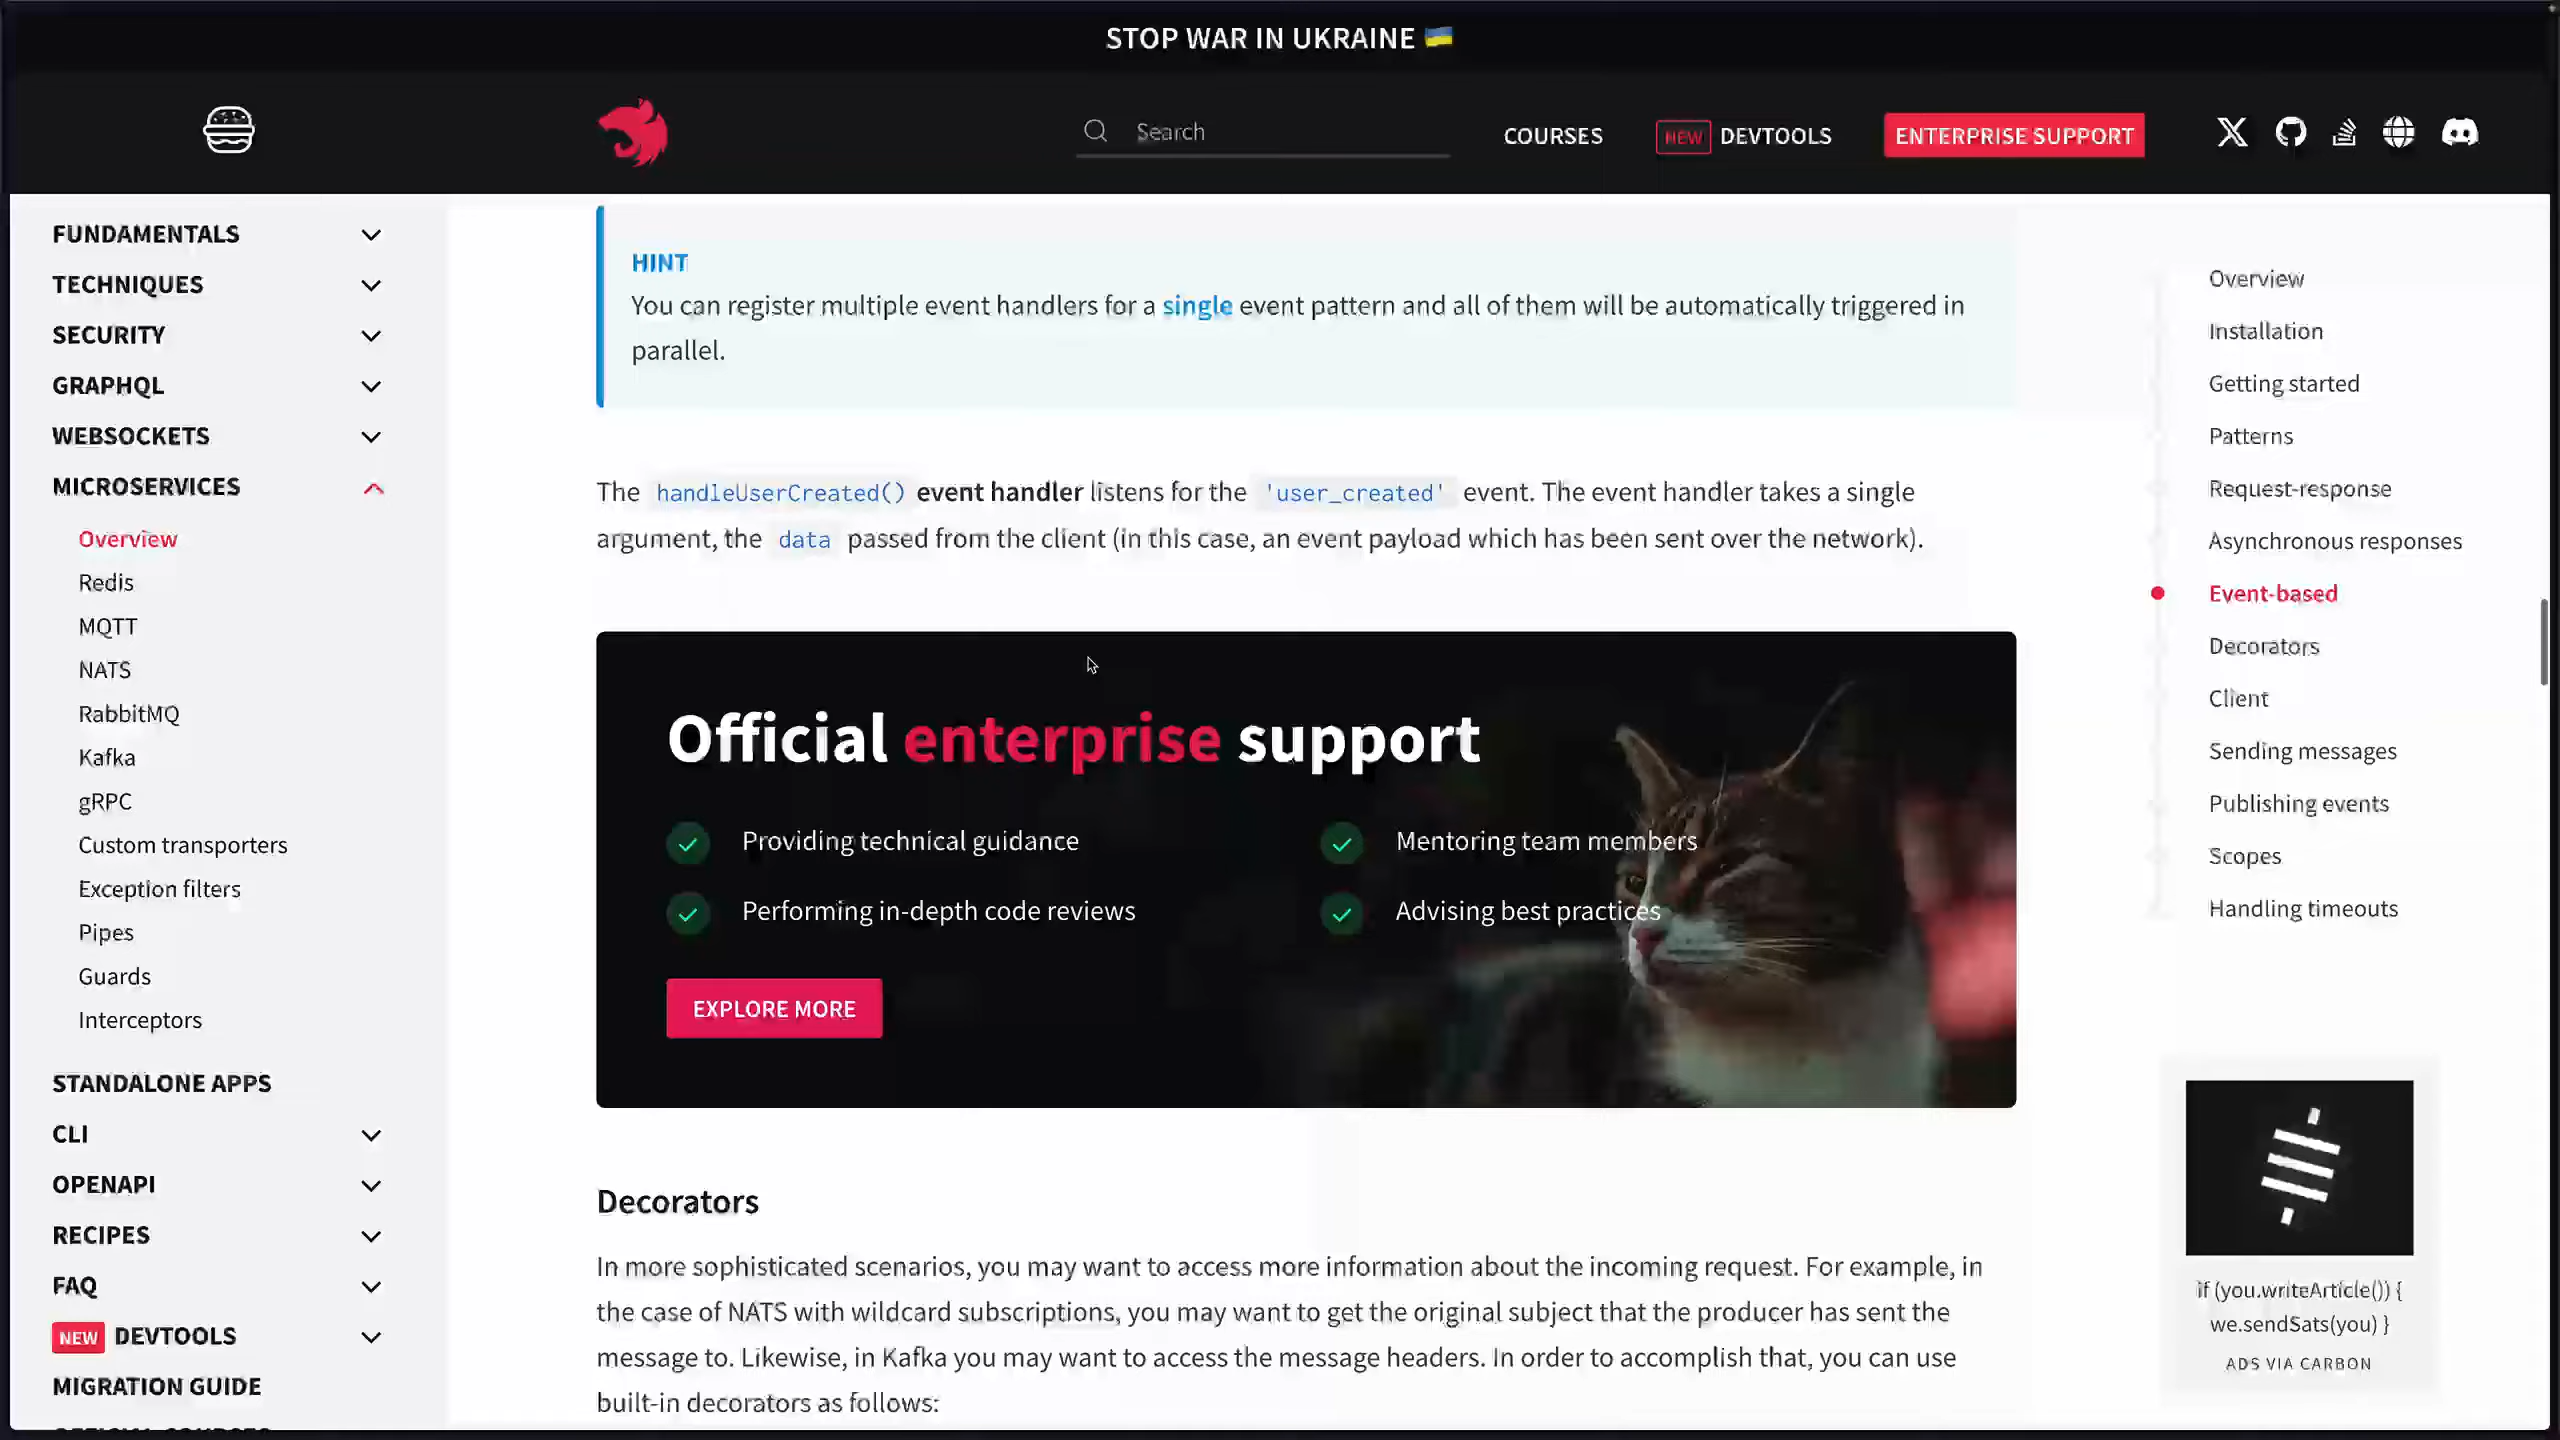 STOP WAR IN UKRAINE 🇺🇦
Search
COURSES
NEW DEVTOOLS
ENTERPRISE SUPPORT
FUNDAMENTALS
TECHNIQUES
SECURITY
GRAPHQL
WEBSOCKETS
MICROSERVICES
Overview
Redis
MQTT
NATS
RabbitMQ
Kafka
gRPC
Custom transporters
Exception filters
Pipes
Guards
Interceptors
STANDALONE APPS
CLI
OPENAPI
RECIPES
FAQ
NEW DEVTOOLS
MIGRATION GUIDE
HINT
You can register multiple event handlers for a single event pattern and all of them will be automatically triggered in
parallel.
The handleUserCreated() event handler listens for the 'user_created' event. The event handler takes a single
argument, the data passed from the client (in this case, an event payload which has been sent over the network).
Official enterprise support
Providing technical guidance
Mentoring team members
Performing in-depth code reviews
Advising best practices
EXPLORE MORE
Decorators
In more sophisticated scenarios, you may want to access more information about the incoming request. For example, in
the case of NATS with wildcard subscriptions, you may want to get the original subject that the producer has sent the
message to. Likewise, in Kafka you may want to access the message headers. In order to accomplish that, you can use
built-in decorators as follows:
Overview
Installation
Getting started
Patterns
Request-response
Asynchronous responses
Event-based
Decorators
Client
Sending messages
Publishing events
Scopes
Handling timeouts
if (you.writeArticle()) {
we.sendSats(you) }
ADS VIA CARBON